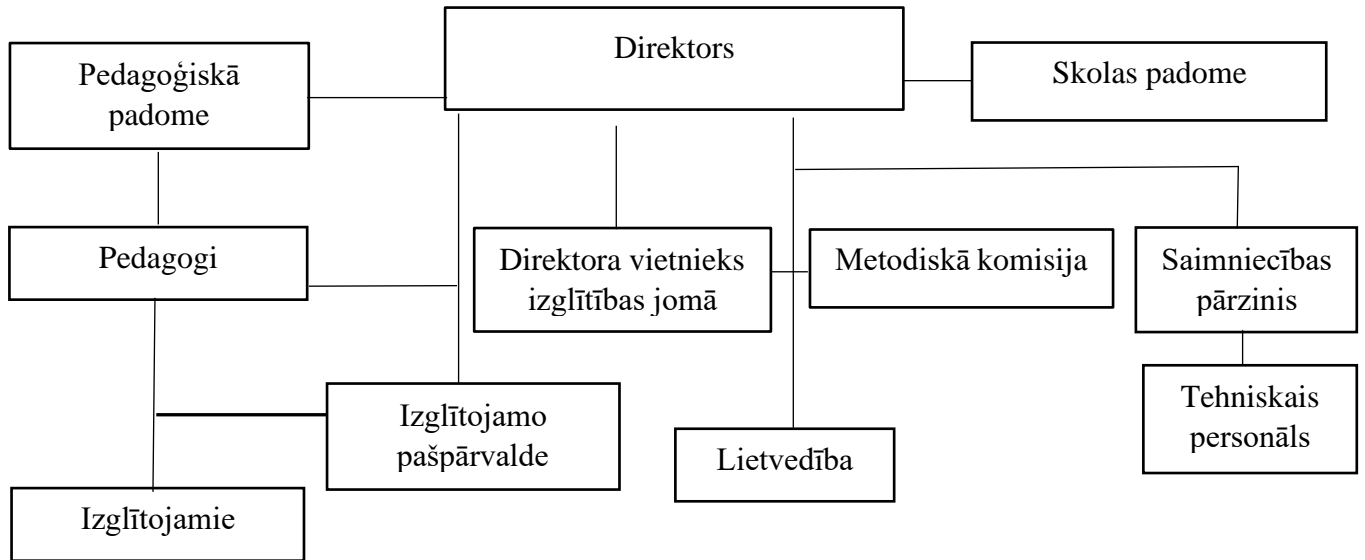 Direktors
Pedagoģiskā
padome
Skolas padome
Pedagogi
Direktora vietnieks
izglītības jomā
Metodiskā komisija
Saimniecības
pārzinis
Izglītojamo
pašpārvalde
Lietvedība
Tehniskais
personāls
Izglītojamie